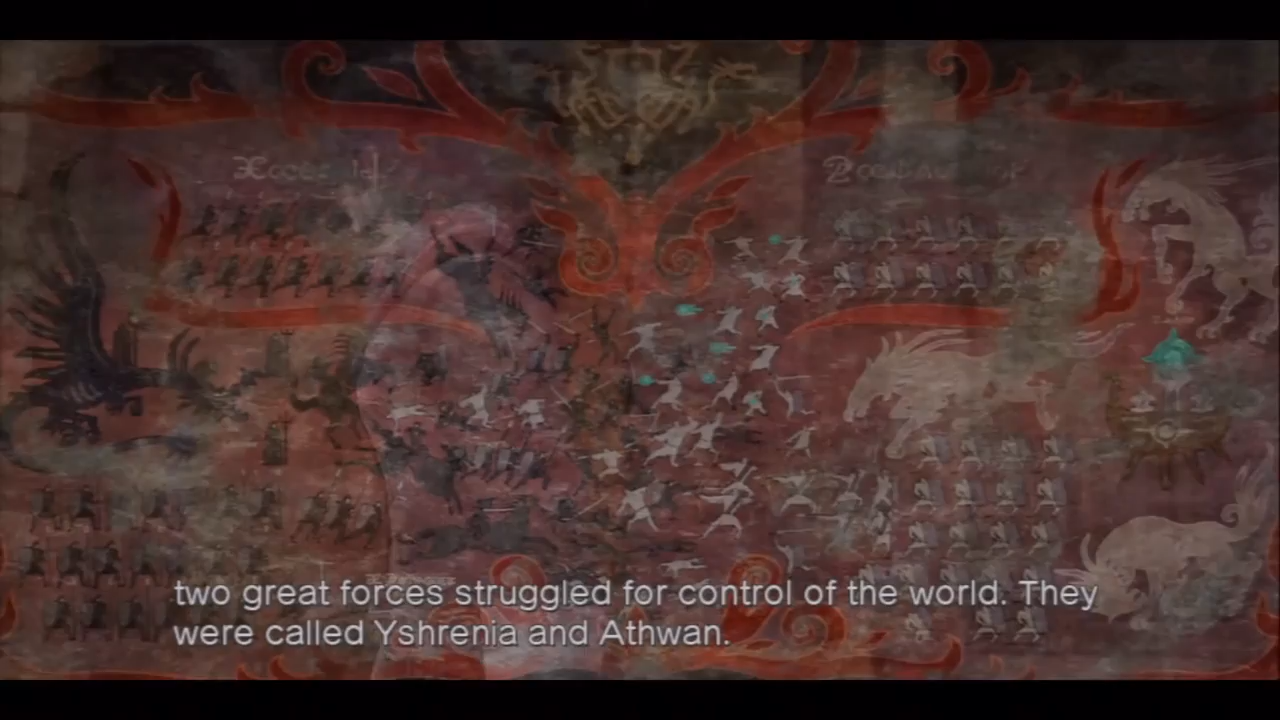 two great forces struggled for control of the world. They
were called Yshrenia and Athwan.